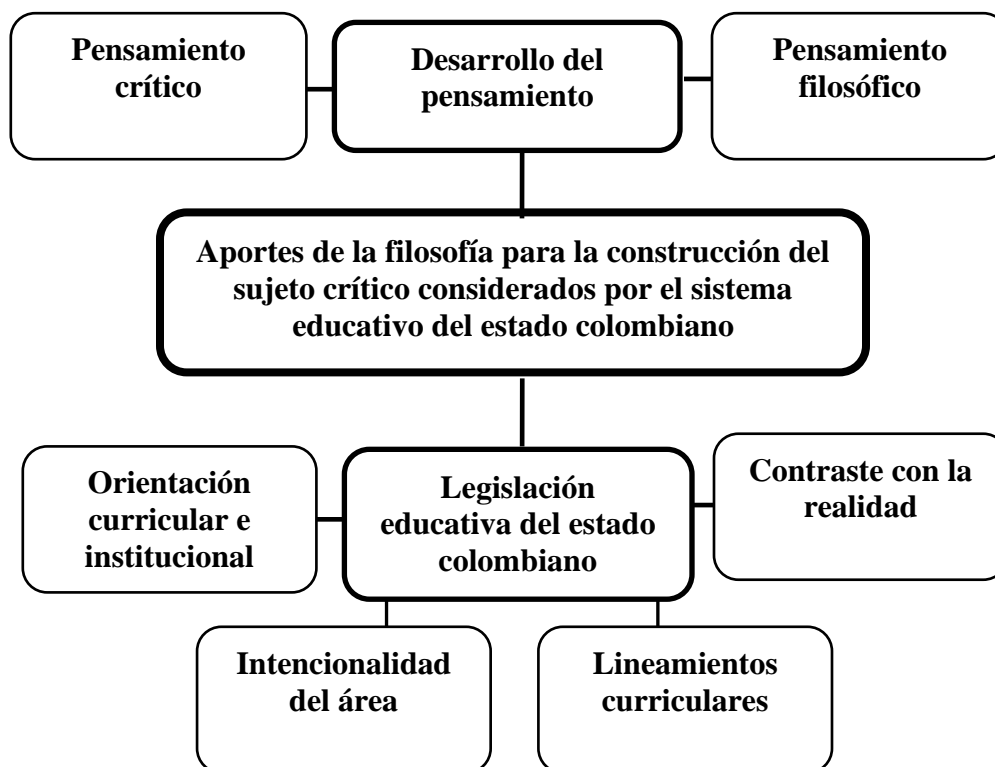 Pensamiento
crítico
Desarrollo del
pensamiento
Pensamiento
filosófico
Aportes de la filosofía para la construcción del
sujeto crítico considerados por el sistema
educativo del estado colombiano
Orientación
curricular e
institucional
Legislación
educativa del estado
colombiano
Contraste con la
realidad
Intencionalidad
del área
Lineamientos
curriculares